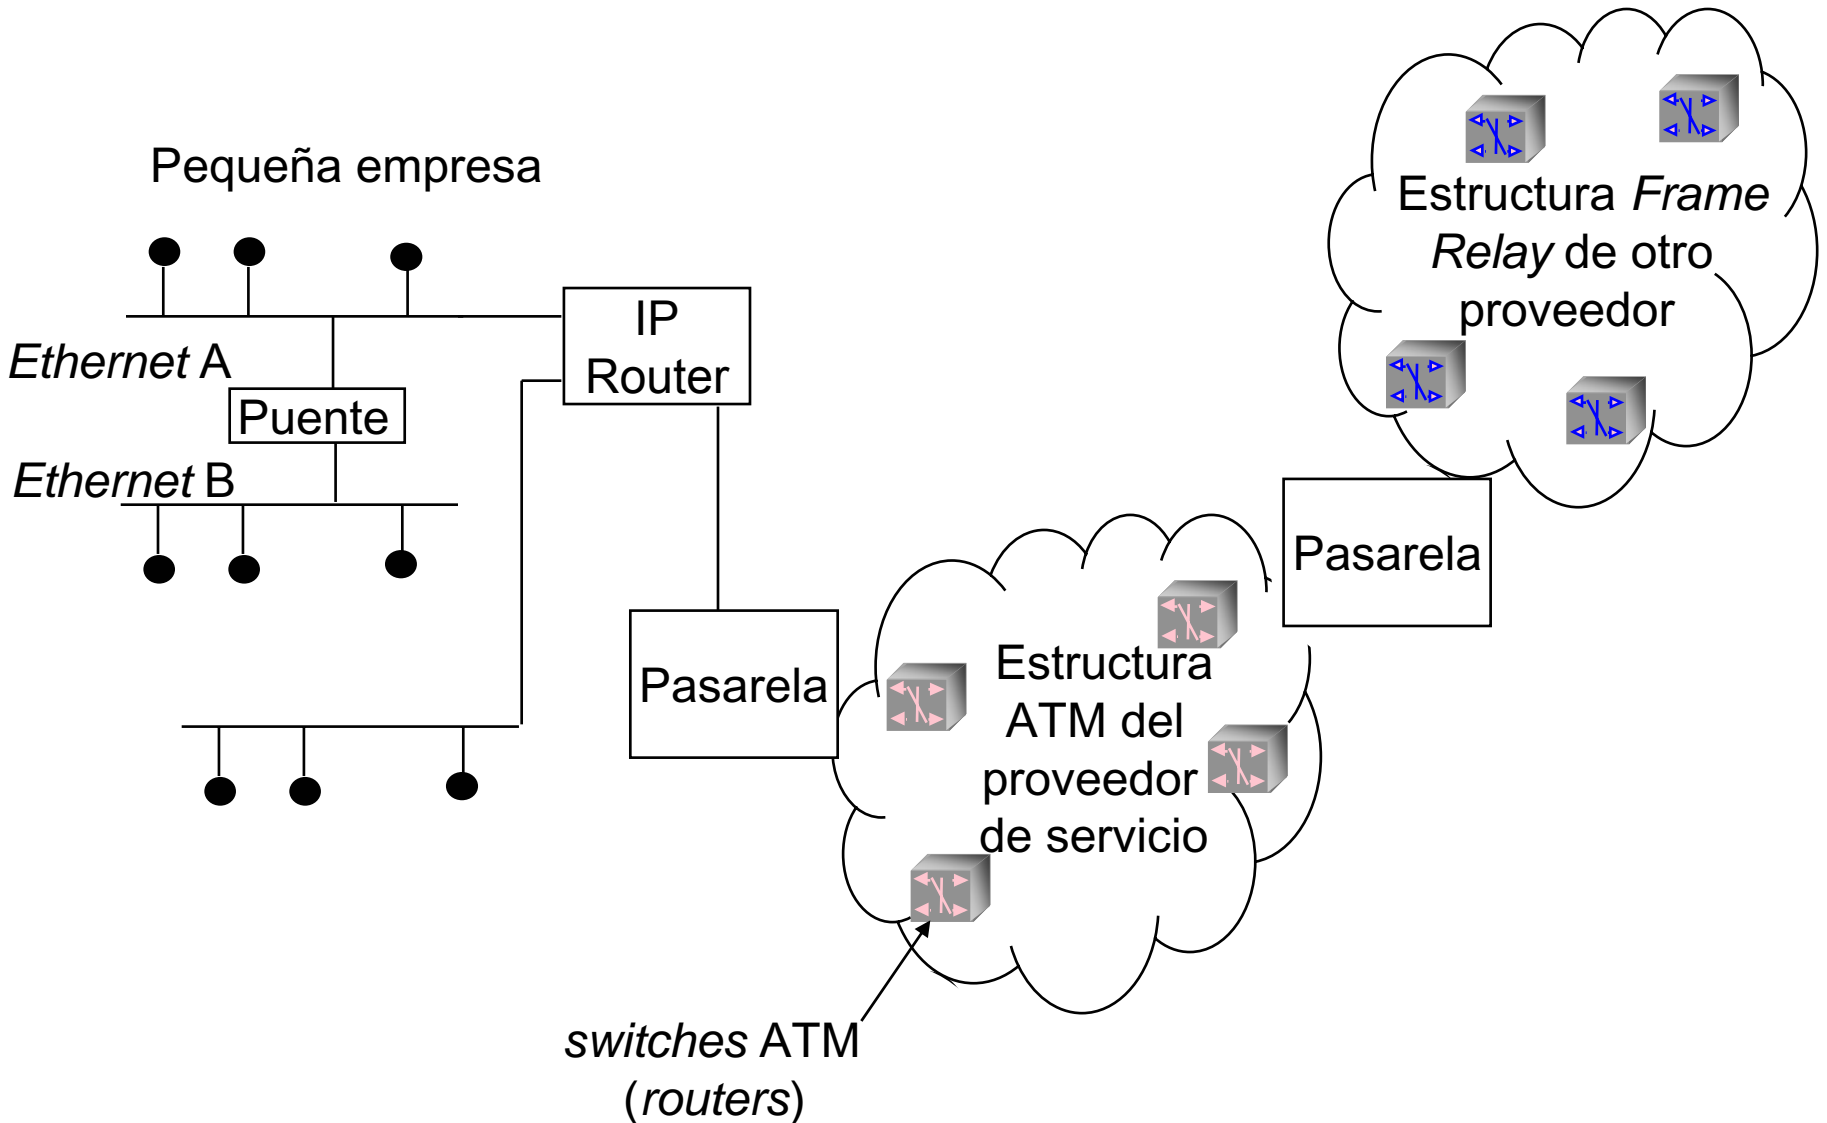 Pequeña empresa
Estructura Frame
Relay de otro
proveedor
IP
Router
Ethernet A
Puente
Ethernet B
Pasarela
Pasarela
Estructura
ATM del
proveedor
de servicio
switches ATM
(routers)